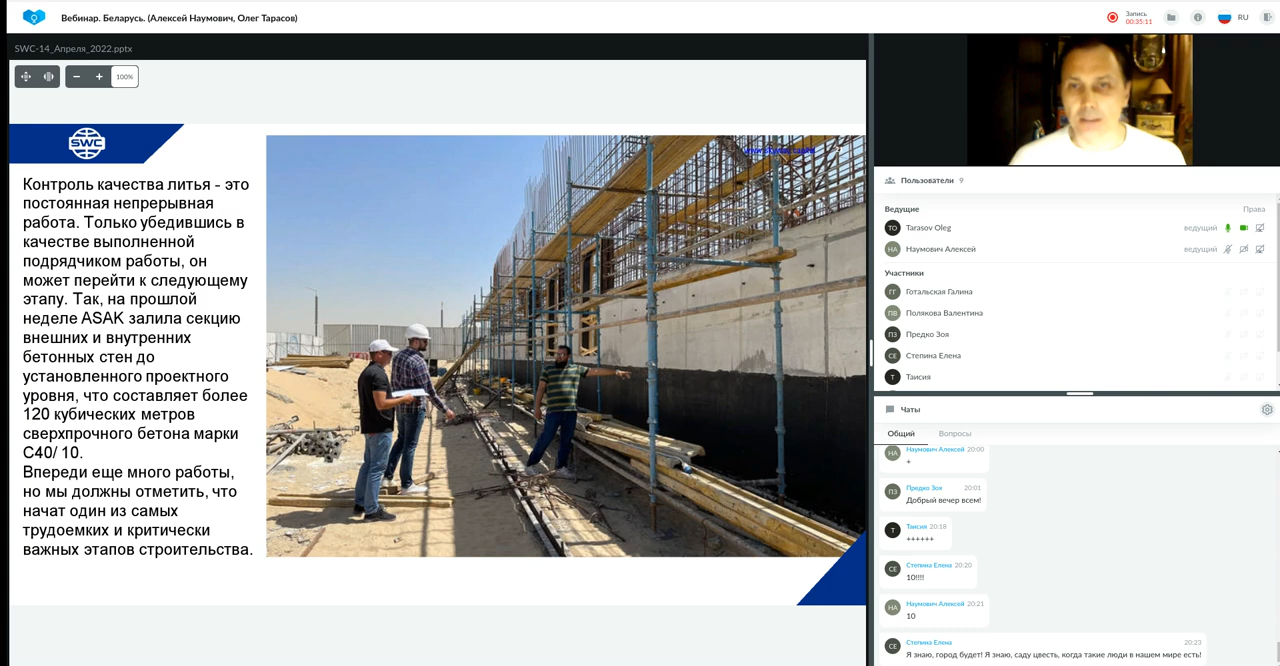 Вебинар. Беларусь. (Алексей Наумович, Олег Тарасов)
Запись
00:35:11
RU
SWC-14_Апреля_2022.pptx
100%
SWC
Контроль качества литья - это
постоянная непрерывная
работа. Только убедившись в
качестве выполненной
подрядчиком работы, он
может перейти к следующему
этапу. Так, на прошлой
неделе ASAK залила секцию
внешних и внутренних
бетонных стен до
установленного проектного
уровня, что составляет более
120 кубических метров
сверхпрочного бетона марки
C40/ 10.
Впереди еще много работы,
но мы должны отметить, что
начат один из самых
трудоемких и критически
важных этапов строительства.
Пользователи 9
Ведущие Права
TO Tarasov Oleg ведущий
НА Наумович Алексей ведущий
Участники
ГГ Готальская Галина
ПВ Полякова Валентина
ПЗ Предко Зоя
СЕ Степина Елена
Т Таисия
Чаты
Общий Вопросы
НА Наумович Алексей 20:00
+
ПЗ Предко Зоя 20:01
Добрый вечер всем!
Т Таисия 20:18
++++++
СЕ Степина Елена 20:20
10!!!!
НА Наумович Алексей 20:21
10
СЕ Степина Елена 20:23
Я знаю, город будет! Я знаю, саду цвесть, когда такие люди в нашем мире есть!